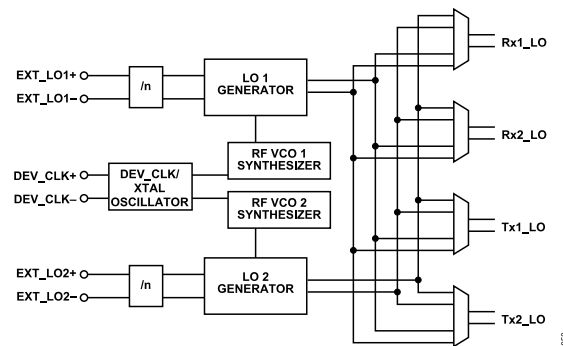 EXT_LO1+
EXT_LO1–
/n
LO 1
GENERATOR
Rx1_LO
Rx2_LO
RF VCO 1
SYNTHESIZER
DEV_CLK+
DEV_CLK–
DEV_CLK/
XTAL
OSCILLATOR
RF VCO 2
SYNTHESIZER
Tx1_LO
EXT_LO2+
EXT_LO2–
/n
LO 2
GENERATOR
Tx2_LO